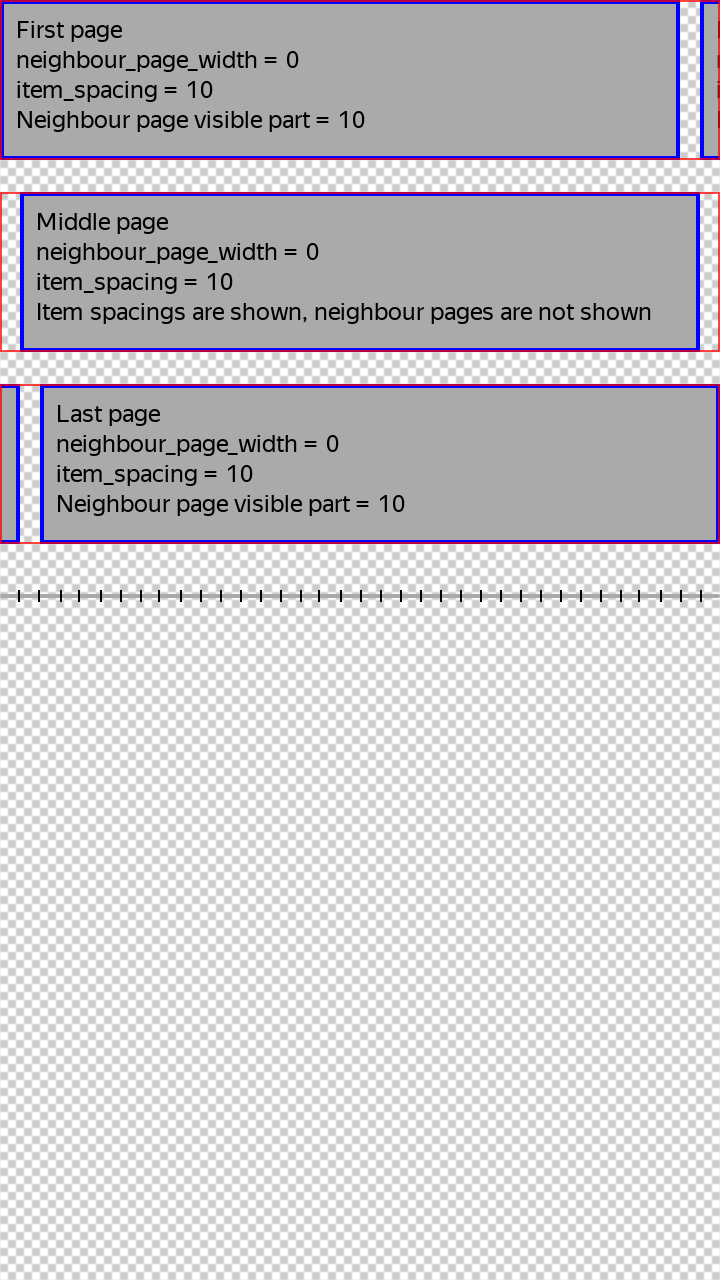 First page
neighbour_page_width = 0
item_spacing = 10
Neighbour page visible part = 10
Middle page
neighbour_page_width = 0
item_spacing = 10
Item spacings are shown, neighbour pages are not shown
Last page
neighbour_page_width = 0
item_spacing = 10
Neighbour page visible part = 10